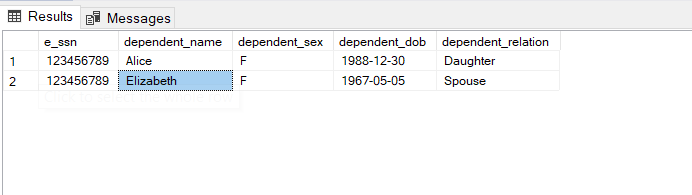 Results Messages
e_ssn dependent_name dependent_sex dependent_dob dependent_relation
1 123456789 Alice F 1988-12-30 Daughter
2 123456789 Elizabeth F 1967-05-05 Spouse
Click to select the whole row